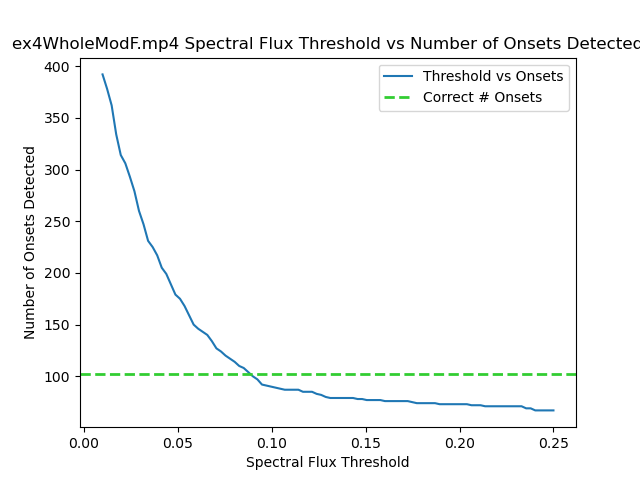 ex4WholeModF.mp4 Spectral Flux Threshold vs Number of Onsets Detected
400
350
300
250
200
150
100
Number of Onsets Detected
Threshold vs Onsets
Correct # Onsets
0.00 0.05 0.10 0.15 0.20 0.25
Spectral Flux Threshold